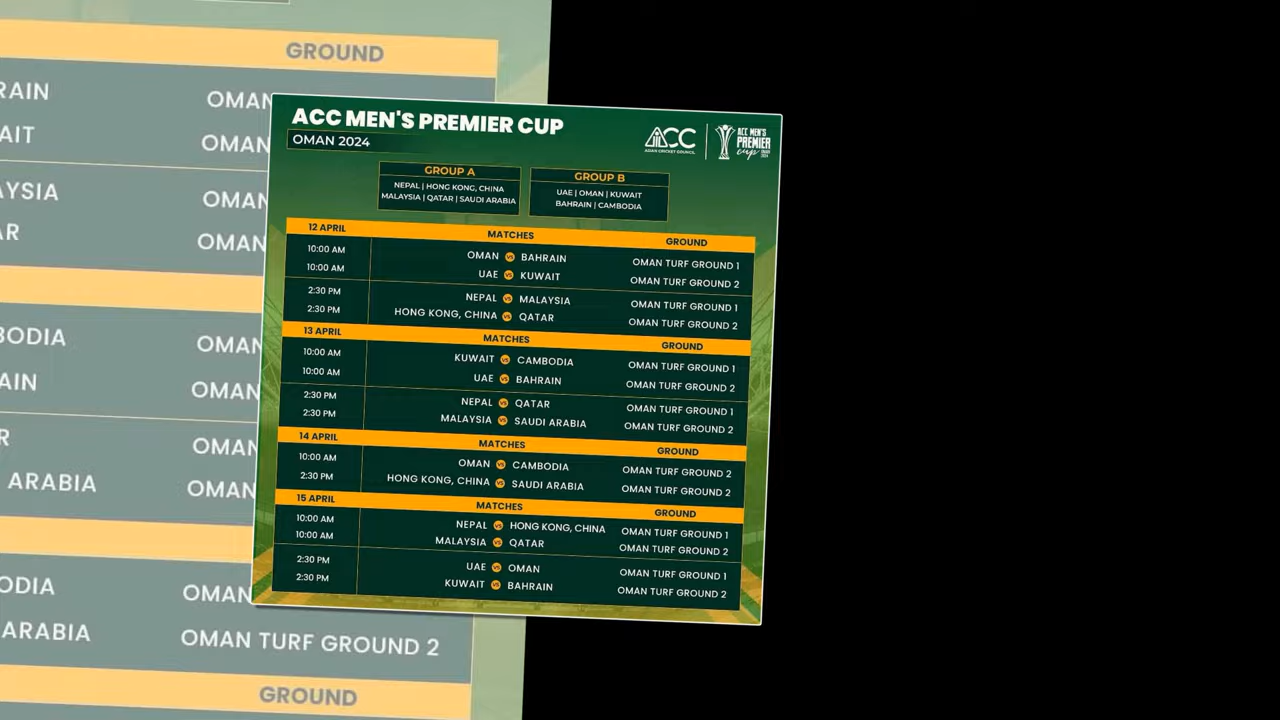 GROUND
RAIN OMAN
AIT OMAN
AYSIA OMAN
AR OMAN
BODIA OMAN
AIN OMAN
R OMAN
ARABIA OMAN
ODIA OMAN
ARABIA OMAN TURF GROUND 2
GROUND
ACC MEN'S PREMIER CUP
OMAN 2024
ACC
ASIAN CRICKET COUNCIL
ACC MEN'S
PREMIER
cup
GROUP A
NEPAL | HONG KONG, CHINA
MALAYSIA | QATAR | SAUDI ARABIA
GROUP B
UAE | OMAN | KUWAIT
BAHRAIN | CAMBODIA
12 APRIL MATCHES GROUND
10:00 AM OMAN VS BAHRAIN OMAN TURF GROUND 1
10:00 AM UAE VS KUWAIT OMAN TURF GROUND 2
2:30 PM NEPAL VS MALAYSIA OMAN TURF GROUND 1
2:30 PM HONG KONG, CHINA VS QATAR OMAN TURF GROUND 2
13 APRIL MATCHES GROUND
10:00 AM KUWAIT VS CAMBODIA OMAN TURF GROUND 1
10:00 AM UAE VS BAHRAIN OMAN TURF GROUND 2
2:30 PM NEPAL VS QATAR OMAN TURF GROUND 1
2:30 PM MALAYSIA VS SAUDI ARABIA OMAN TURF GROUND 2
14 APRIL MATCHES GROUND
10:00 AM OMAN VS CAMBODIA OMAN TURF GROUND 2
2:30 PM HONG KONG, CHINA VS SAUDI ARABIA OMAN TURF GROUND 2
15 APRIL MATCHES GROUND
10:00 AM NEPAL VS HONG KONG, CHINA OMAN TURF GROUND 1
10:00 AM MALAYSIA VS QATAR OMAN TURF GROUND 2
2:30 PM UAE VS OMAN OMAN TURF GROUND 1
2:30 PM KUWAIT VS BAHRAIN OMAN TURF GROUND 2